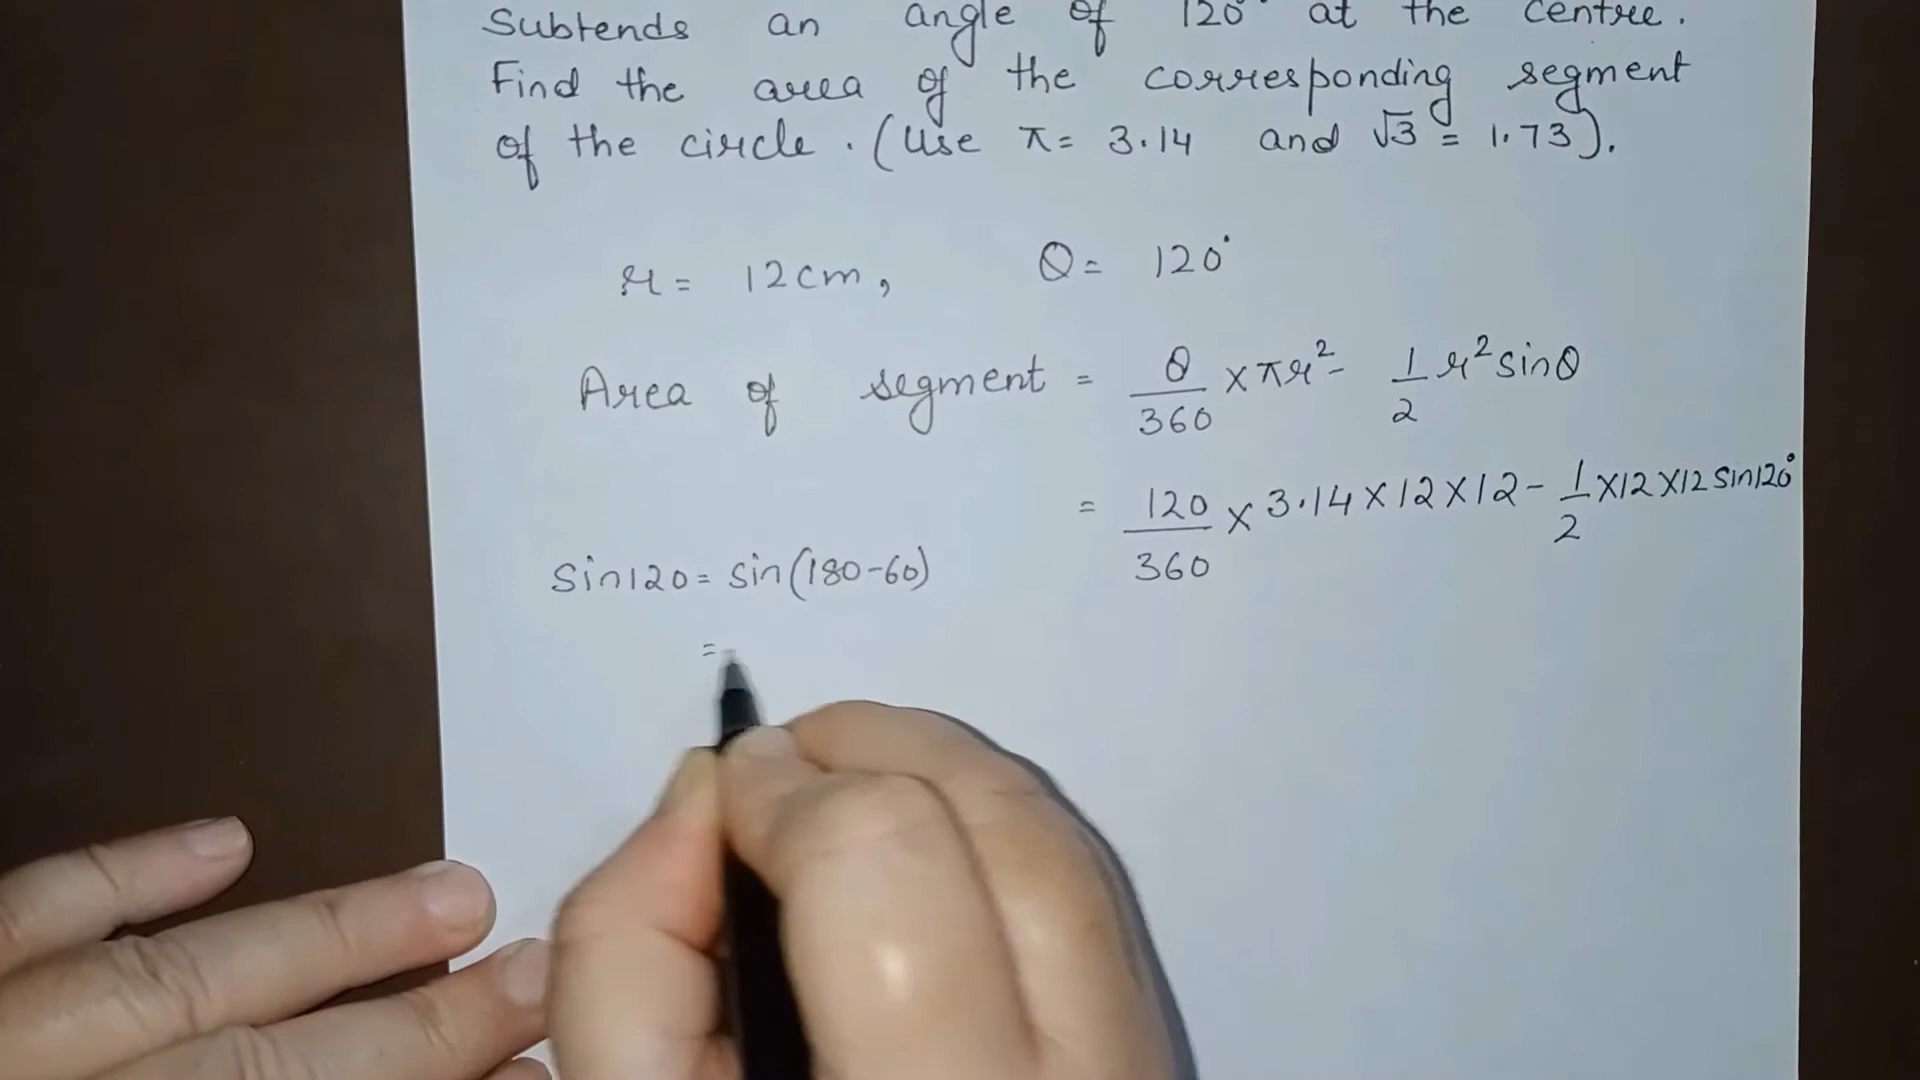 Subtends an angle of 120° at the centre.
Find the area of the corresponding segment
of the circle. (Use π= 3.14 and √3 = 1.73).
r = 12cm, θ= 120°
Area of segment = θ/360 × πr² - 1/2 r² sinθ
= 120/360 × 3.14 × 12 × 12 - 1/2 ×12 ×12 sin120°
sin120 = sin(180-60)
=